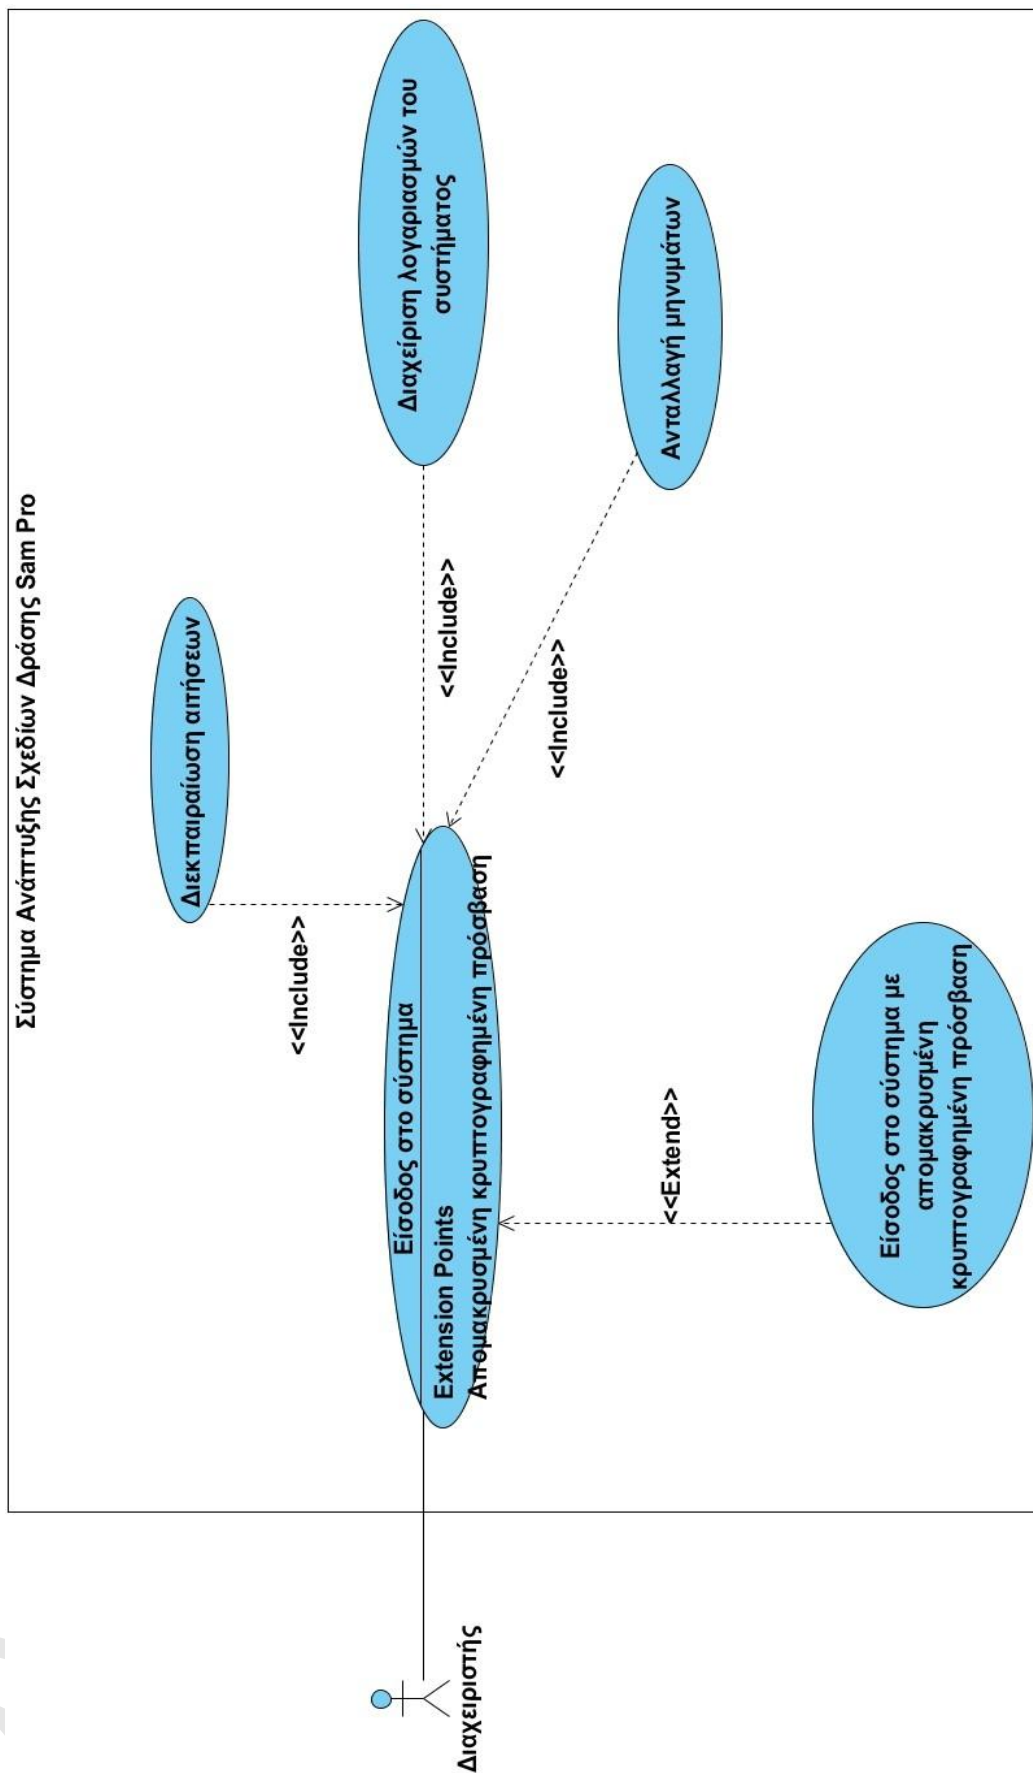 Σύστημα Ανάπτυξης Σχεδίων Δράσης Sam Pro
Διεκπαιραίωση αιτήσεων
<<Include>>
Διαχείριση λογαριασμών του
συστήματος
<<Include>>
Ανταλλαγή μηνυμάτων
<<Include>>
Είσοδος στο σύστημα
Extension Points
Απομακρυσμένη κρυπτογραφημένη πρόσβαση
Διαχειριστής
<<Extend>>
Είσοδος στο σύστημα με
απομακρυσμένη
κρυπτογραφημένη πρόσβαση